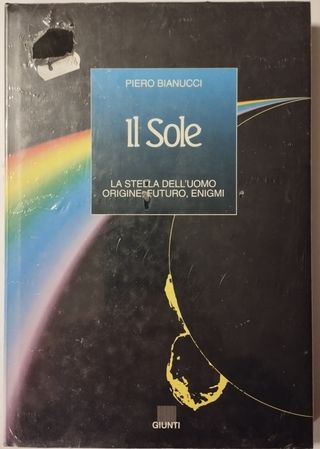 PIERO BIANUCCI
Il Sole
LA STELLA DELL'UOMO
ORIGINE, FUTURO, ENIGMI
GIUNTI